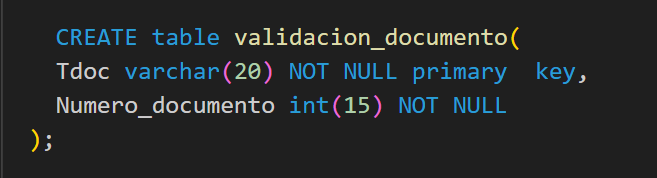 CREATE table validacion_documento(
Tdoc varchar(20) NOT NULL primary  key,
Numero_documento int(15) NOT NULL
);